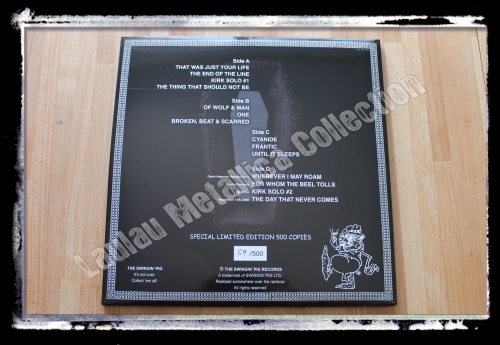 Side A
THAT WAS JUST YOUR LIFE
THE END OF THE LINE
KIRK SOLO #1
THE THING THAT SHOULD NOT BE
Side B
OF WOLF & MAN
ONE
BROKEN, BEAT & SCARRED
Side C
CYANIDE
FRANTIC
UNTIL IT SLEEPS
Side D
WHEREVER I MAY ROAM
FOR WHOM THE BEEL TOLLS
KIRK SOLO #2
THE DAY THAT NEVER COMES
SPECIAL LIMITED EDITION 500 COPIES
/500
THE SWINGIN' PIG
It's not over.
Collect 'em all!
℗ THE SWINGIN' PIG RECORDS
A trademark of SWINGIN' PIG LTD.
Realized somewhere over the rainbow
All rights reserved
Laulau Metallica Collection